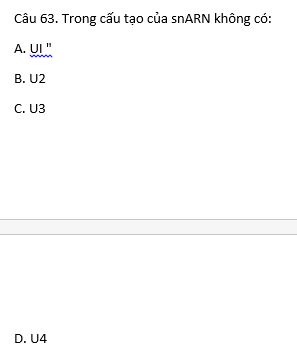 Câu 63. Trong cấu tạo của snARN không có:
A. UI "
B. U2
C. U3
D. U4